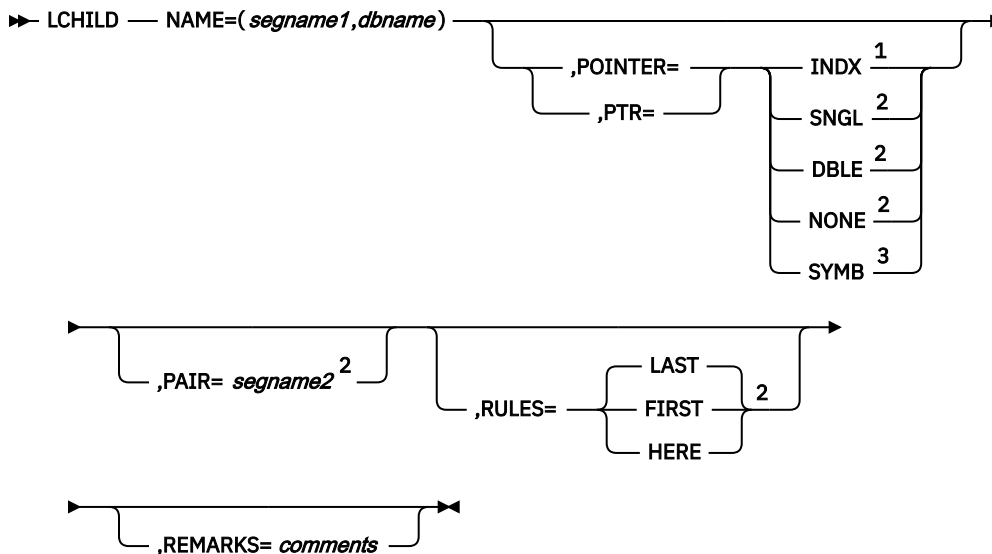 LCHILD NAME=( segname1,dbname )
,POINTER=
,PTR=
INDX 1
SNGL 2
DBLE 2
NONE 2
SYMB 3
,PAIR= segname2 2
,RULES=
LAST
FIRST 2
HERE
,REMARKS= comments